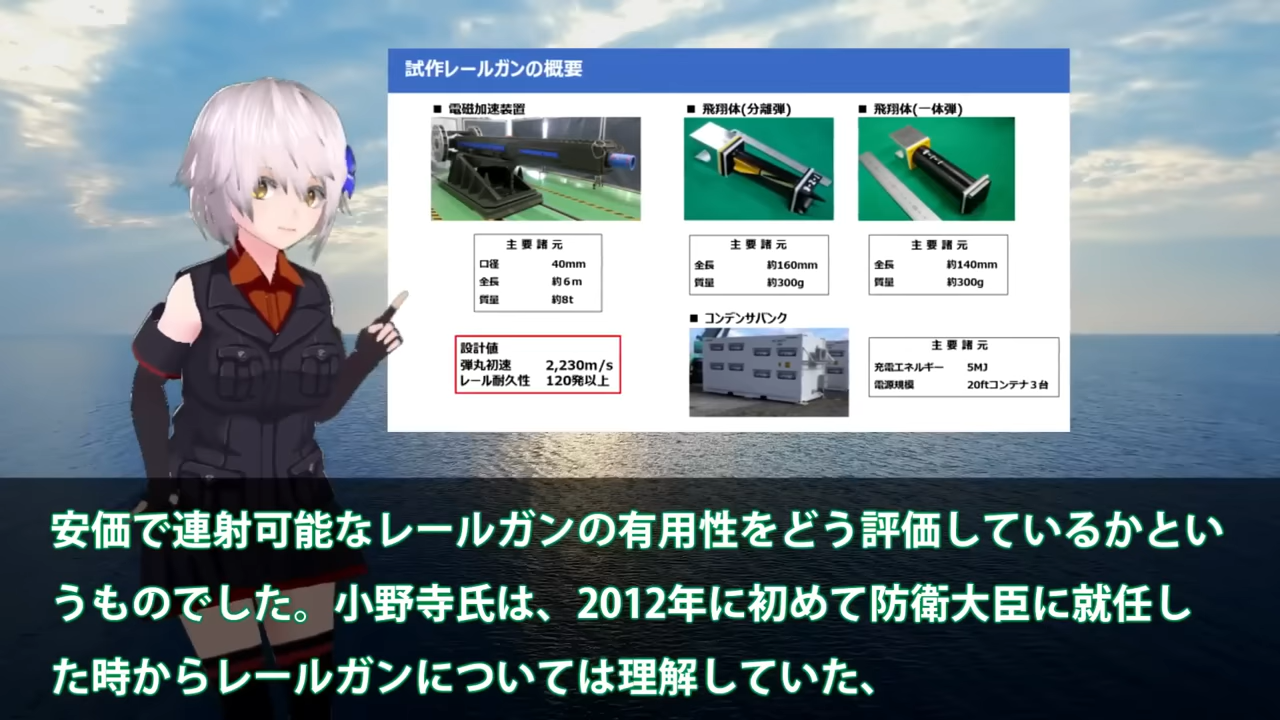 試作レールガンの概要
■ 電磁加速装置
主要諸元
口径 40mm
全長 約6m
質量 約8t
設計値
弾丸初速 2,230m/s
レール耐久性 120発以上
■ 飛翔体(分離弾)
主要諸元
全長 約160mm
質量 約300g
■ 飛翔体(一体弾)
主要諸元
全長 約140mm
質量 約300g
■ コンデンサバンク
主要諸元
充電エネルギー 5MJ
電源規模 20ftコンテナ3台
安価で連射可能なレールガンの有用性をどう評価しているかとい
うものでした。小野寺氏は、2012年に初めて防衛大臣に就任し
た時からレールガンについては理解していた、